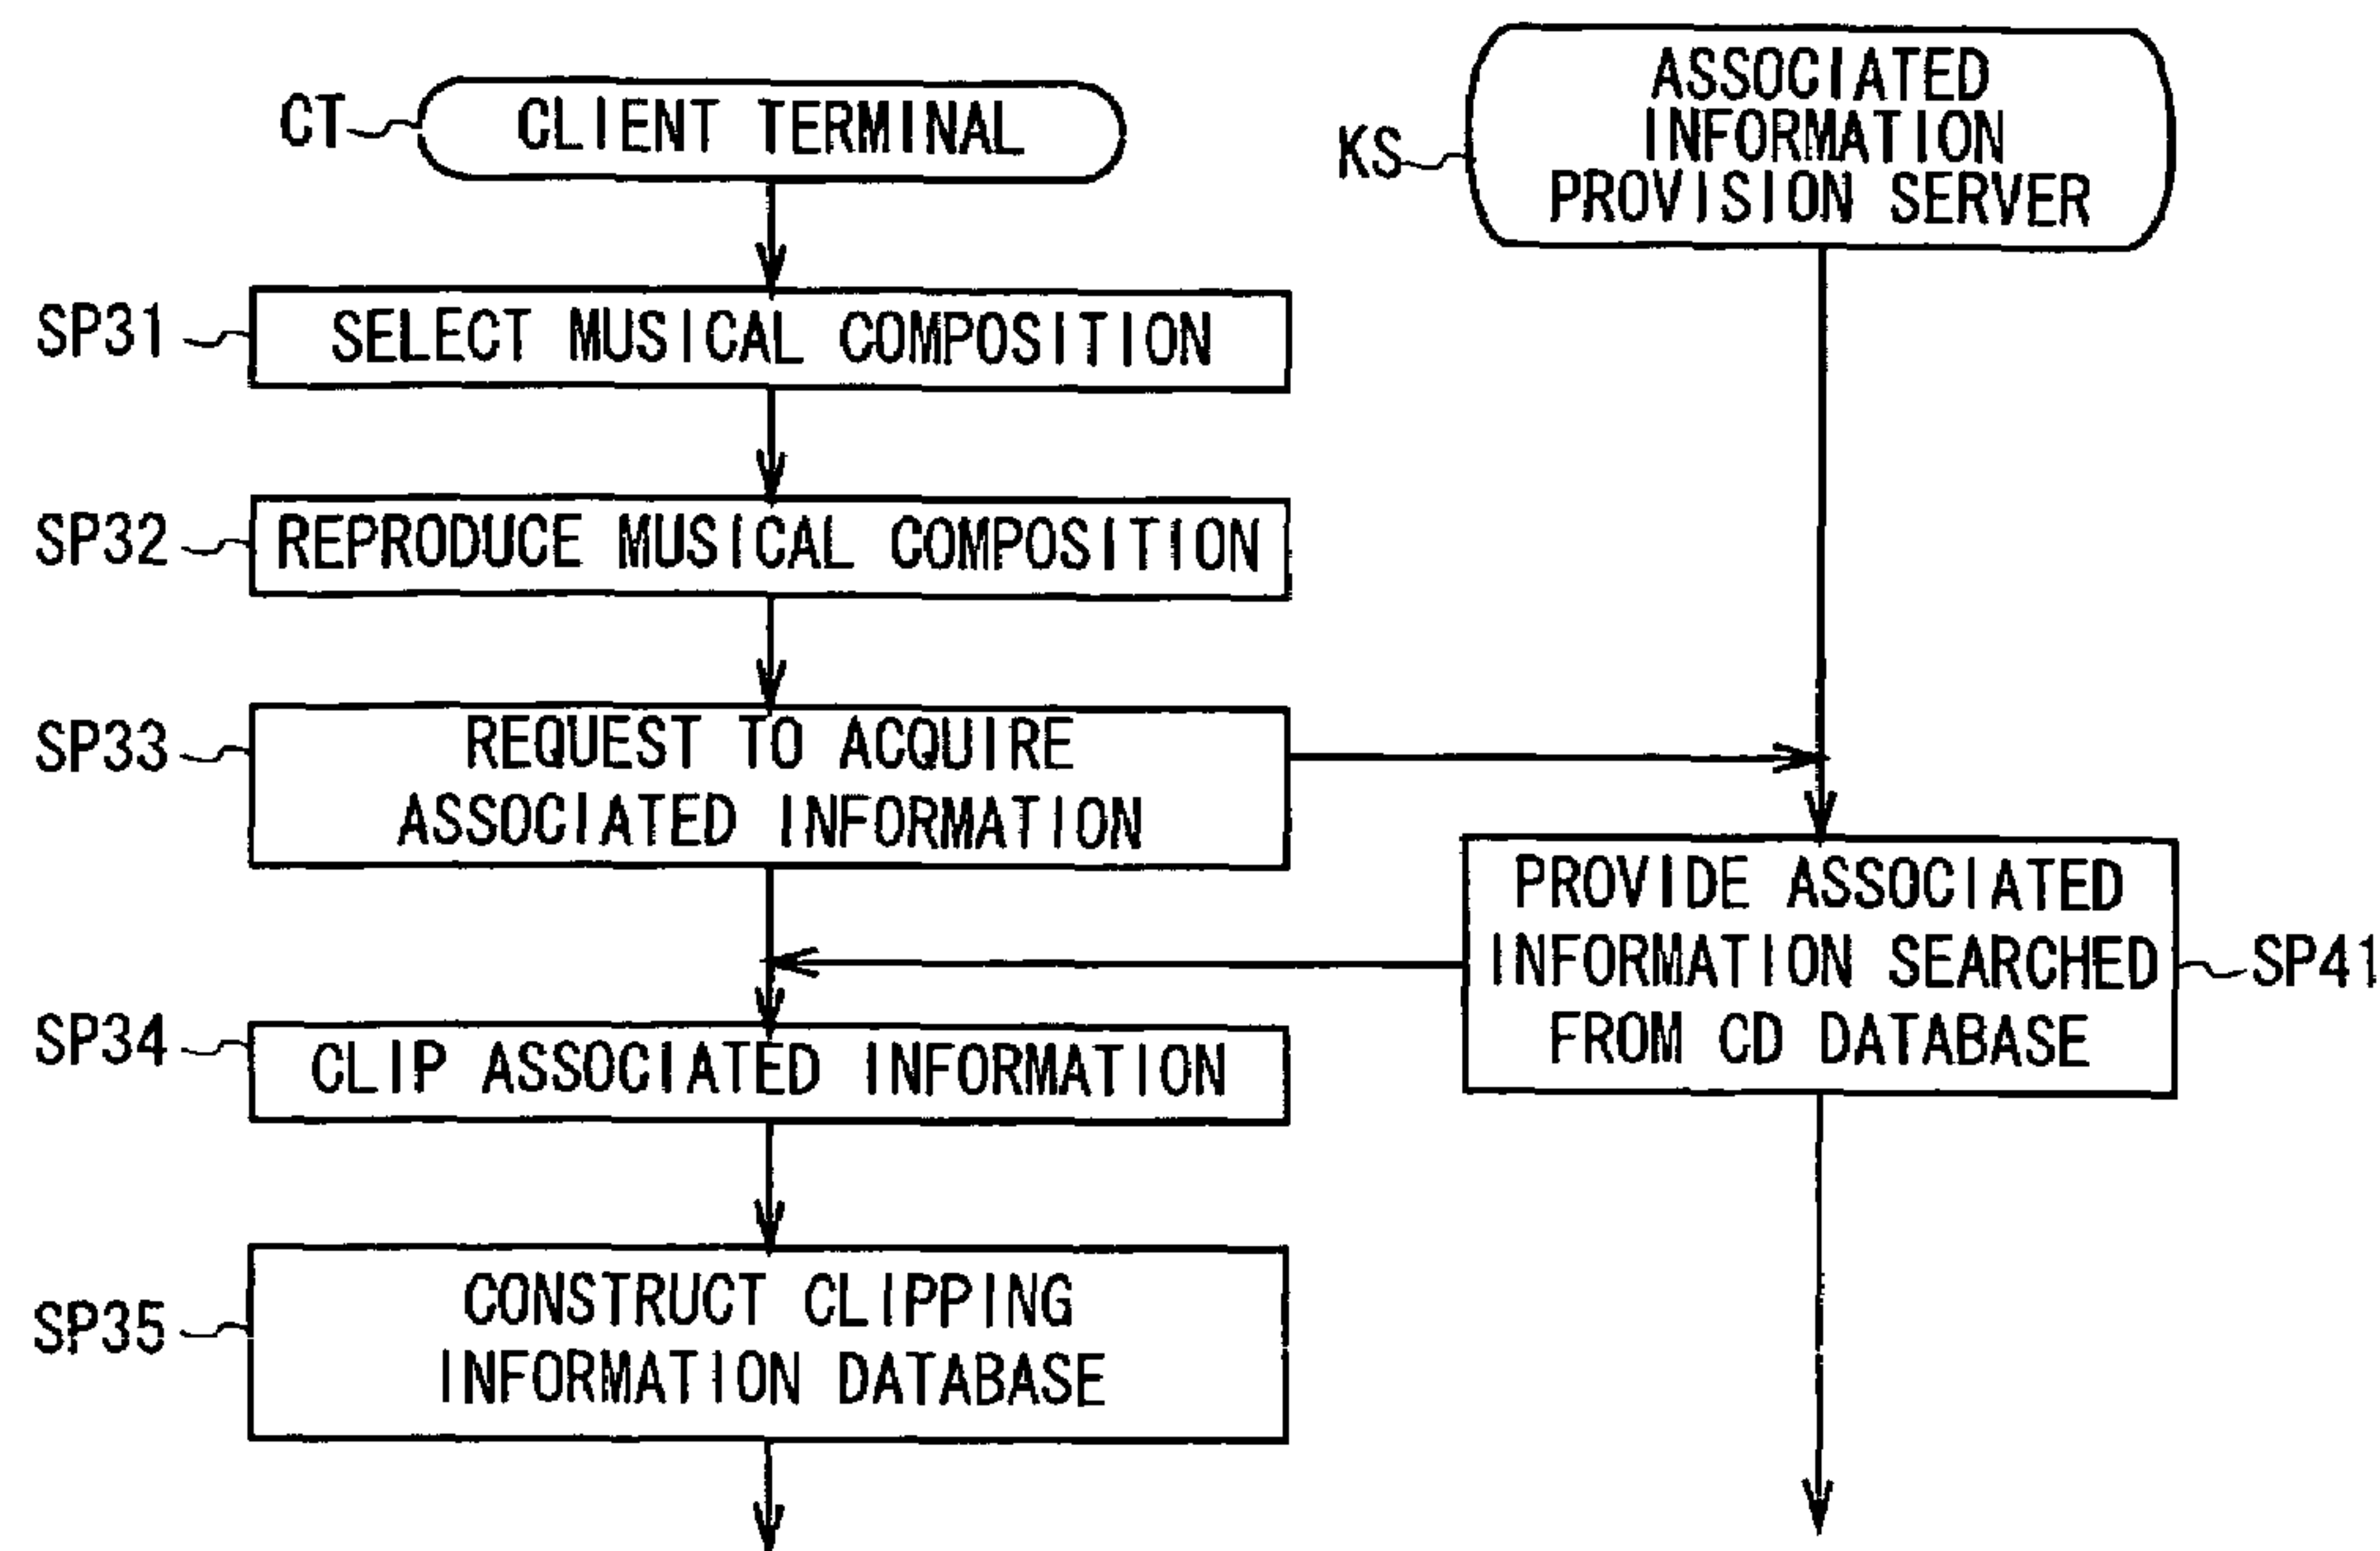 CT
CLIENT TERMINAL
KS
ASSOCIATED
INFORMATION
PROVISION SERVER
SP31
SELECT MUSICAL COMPOSITION
SP32
REPRODUCE MUSICAL COMPOSITION
SP33
REQUEST TO ACQUIRE
ASSOCIATED INFORMATION
PROVIDE ASSOCIATED
INFORMATION SEARCHED
FROM CD DATABASE
SP41
SP34
CLIP ASSOCIATED INFORMATION
SP35
CONSTRUCT CLIPPING
INFORMATION DATABASE